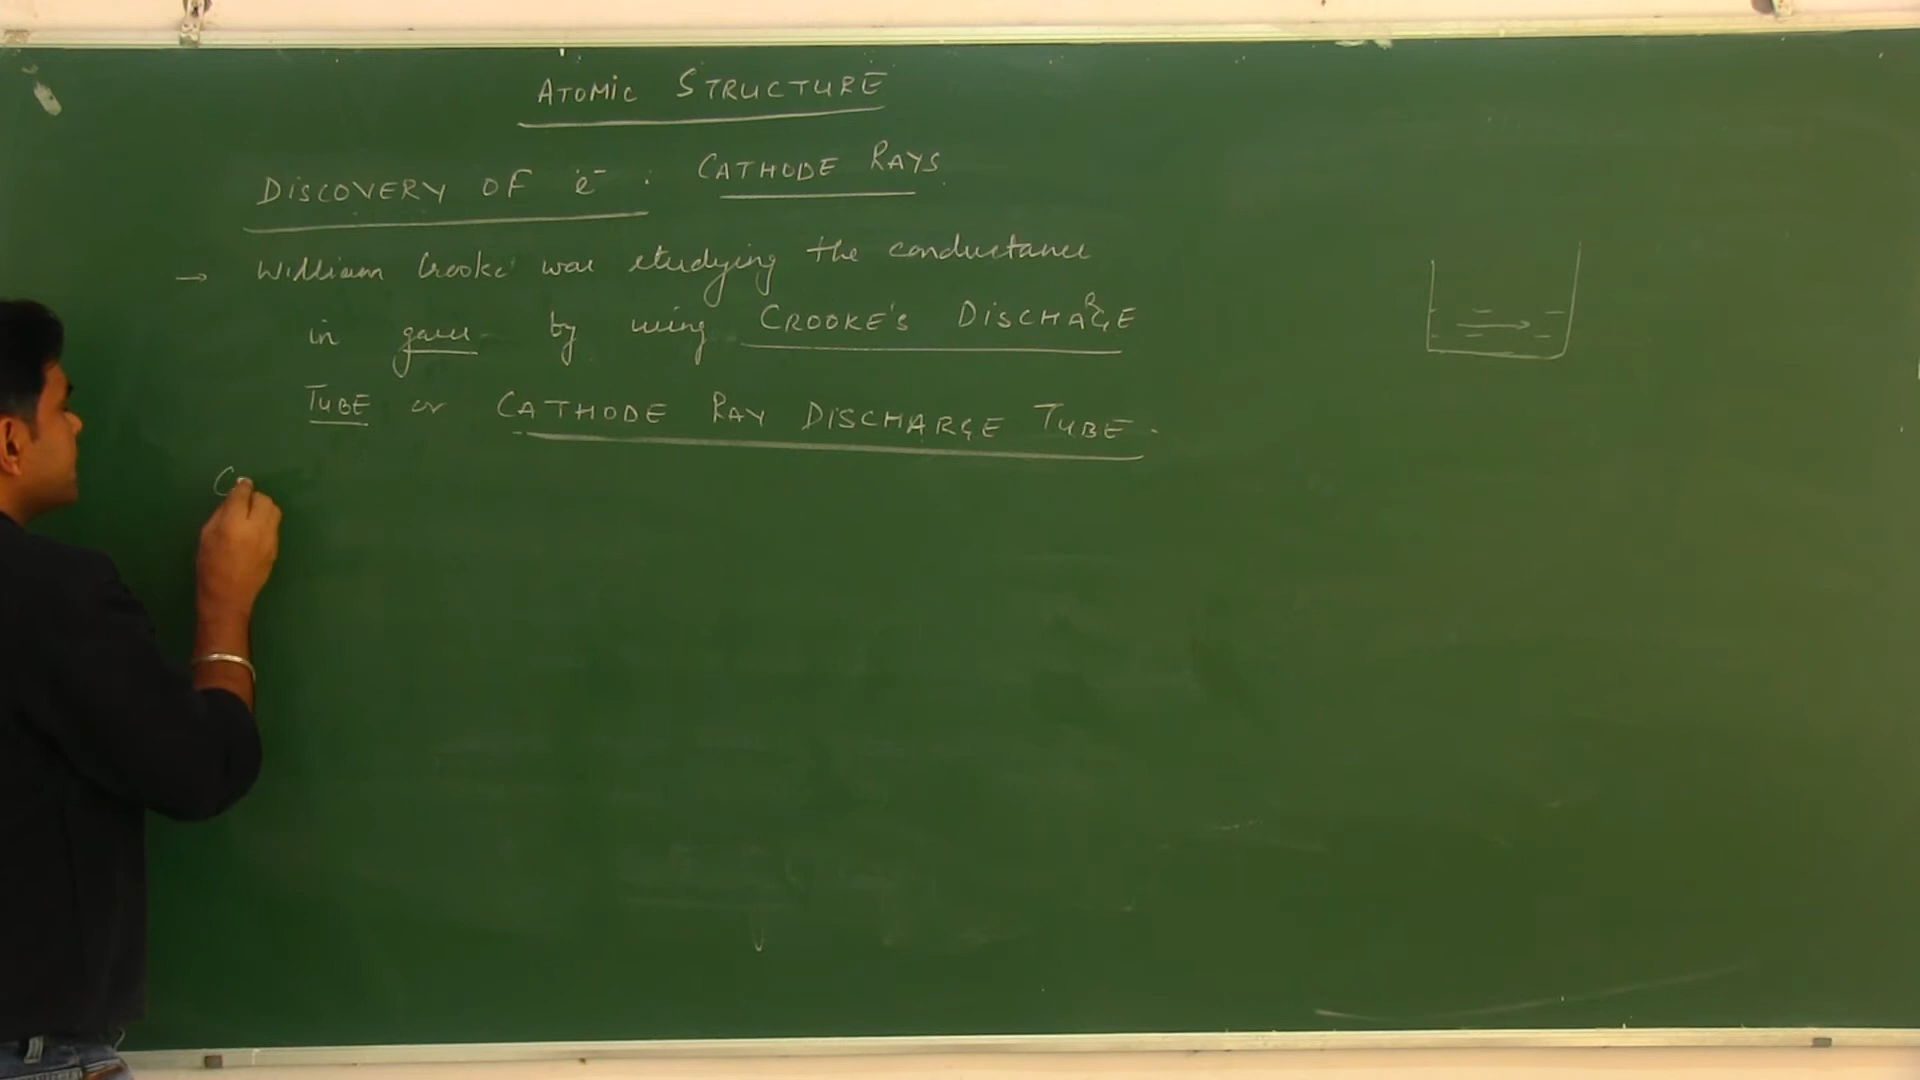 ATOMIC STRUCTURE
DISCOVERY OF e⁻ : CATHODE RAYS
→ William Crooke' was studying the conductance
in gases by using CROOKE'S DISCHARGE
TUBE or CATHODE RAY DISCHARGE TUBE.
C